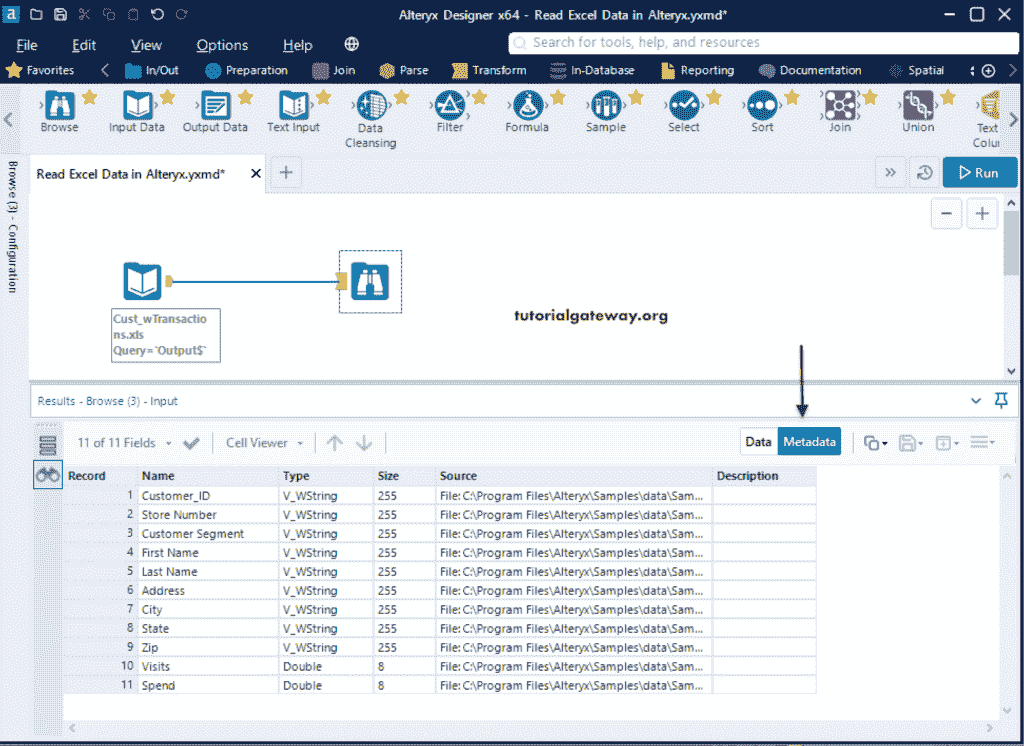 a
Alteryx Designer x64 - Read Excel Data in Alteryx.yxmd*
File Edit View Options Help
Search for tools, help, and resources
Favorites In/Out Preparation Join Parse Transform In-Database Reporting Documentation Spatial
Browse Input Data Output Data Text Input Data Cleansing Filter Formula Sample Select Sort Join Union Text Colu
Read Excel Data in Alteryx.yxmd*
Run
Browse (3) - Configuration
Cust_wTransactio
ns.xls
Query=`Output$`
tutorialgateway.org
Results - Browse (3) - Input
11 of 11 Fields Cell Viewer Data Metadata
Record Name Type Size Source Description
1 Customer_ID V_WString 255 File: C:\Program Files\Alteryx\Samples\data\Sam...
2 Store Number V_WString 255 File: C:\Program Files\Alteryx\Samples\data\Sam...
3 Customer Segment V_WString 255 File: C:\Program Files\Alteryx\Samples\data\Sam...
4 First Name V_WString 255 File: C:\Program Files\Alteryx\Samples\data\Sam...
5 Last Name V_WString 255 File: C:\Program Files\Alteryx\Samples\data\Sam...
6 Address V_WString 255 File: C:\Program Files\Alteryx\Samples\data\Sam...
7 City V_WString 255 File: C:\Program Files\Alteryx\Samples\data\Sam...
8 State V_WString 255 File: C:\Program Files\Alteryx\Samples\data\Sam...
9 Zip V_WString 255 File: C:\Program Files\Alteryx\Samples\data\Sam...
10 Visits Double 8 File: C:\Program Files\Alteryx\Samples\data\Sam...
11 Spend Double 8 File: C:\Program Files\Alteryx\Samples\data\Sam...